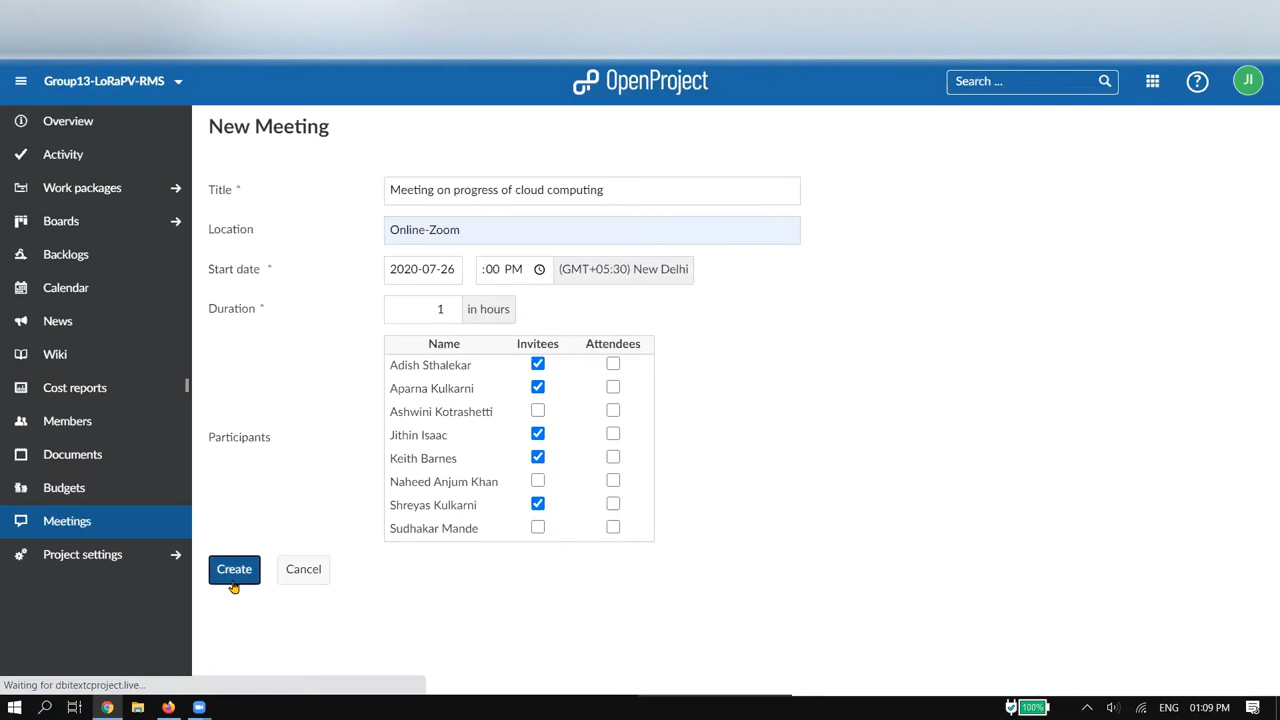 Group13-LoRaPV-RMS
OpenProject
Search ...
JI
Overview
Activity
Work packages
Boards
Backlogs
Calendar
News
Wiki
Cost reports
Members
Documents
Budgets
Meetings
Project settings
New Meeting
Title *
Meeting on progress of cloud computing
Location
Online-Zoom
Start date *
2020-07-26 :00 PM (GMT+05:30) New Delhi
Duration *
1 in hours
Participants
Name Invitees Attendees
Adish Sthalekar
Aparna Kulkarni
Ashwini Kotrashetti
Jithin Isaac
Keith Barnes
Naheed Anjum Khan
Shreyas Kulkarni
Sudhakar Mande
Create Cancel
Waiting for dbitextcproject.live...
100% ENG 01:09 PM